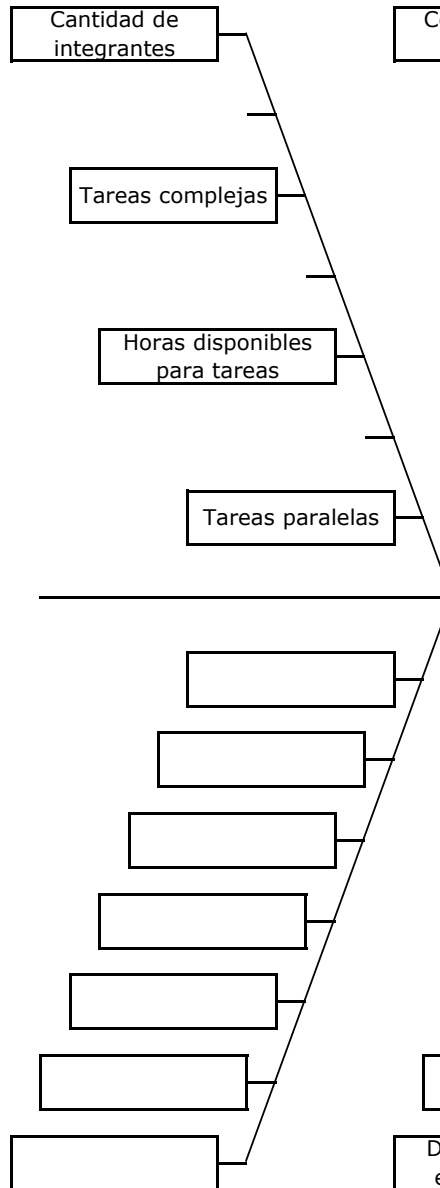 Cantidad de
integrantes
Tareas complejas
Horas disponibles
para tareas
Tareas paralelas